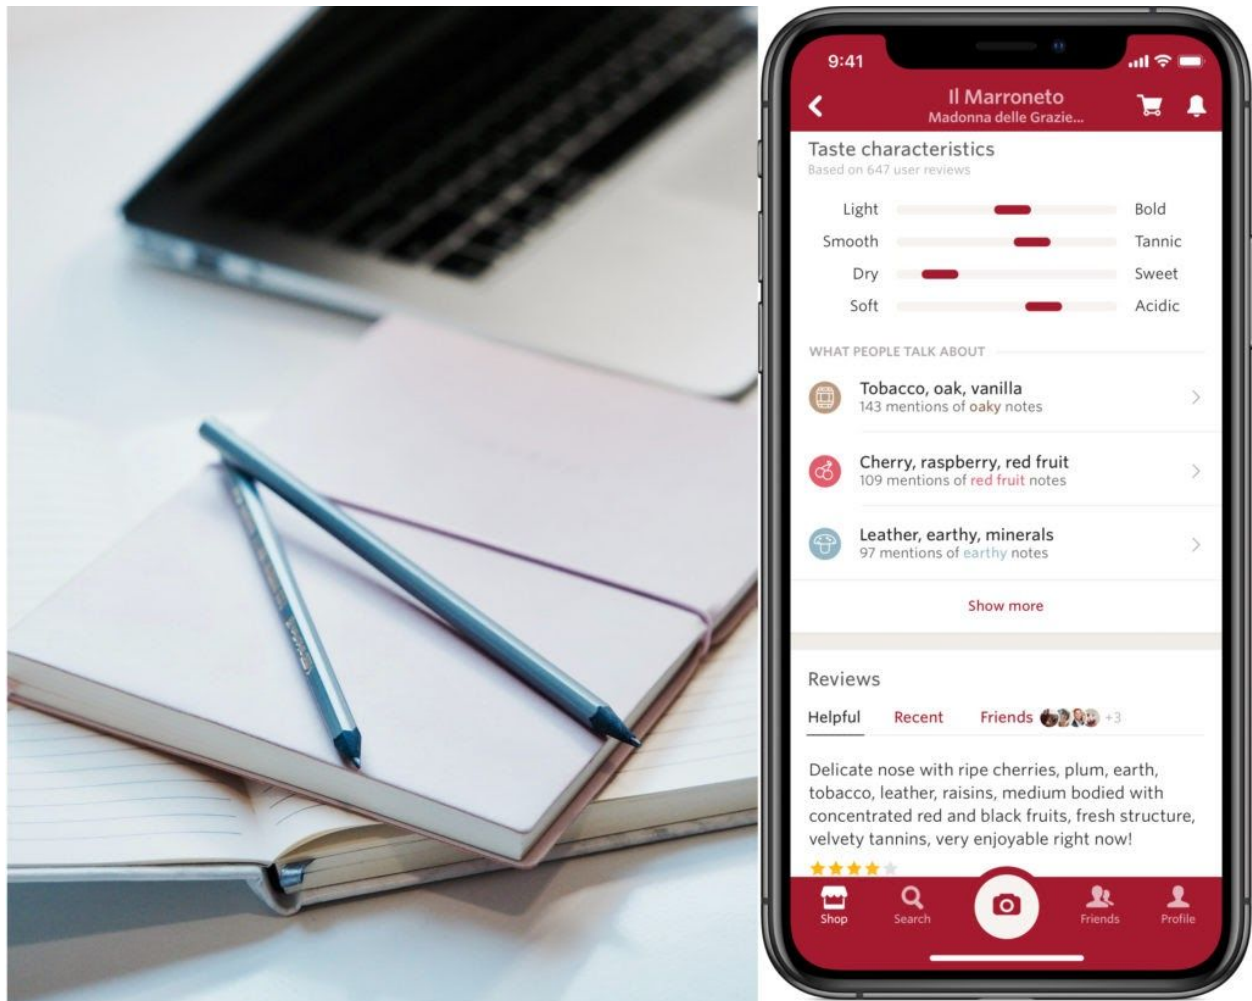 9:41
Il Marroneto
Madonna delle Grazie...
Taste characteristics
Based on 647 user reviews
Light Bold
Smooth Tannic
Dry Sweet
Soft Acidic
WHAT PEOPLE TALK ABOUT
Tobacco, oak, vanilla
143 mentions of oaky notes
Cherry, raspberry, red fruit
109 mentions of red fruit notes
Leather, earthy, minerals
97 mentions of earthy notes
Show more
Reviews
Helpful Recent Friends +3
Delicate nose with ripe cherries, plum, earth,
tobacco, leather, raisins, medium bodied with
concentrated red and black fruits, fresh structure,
velvety tannins, very enjoyable right now!
Shop Search Friends Profile